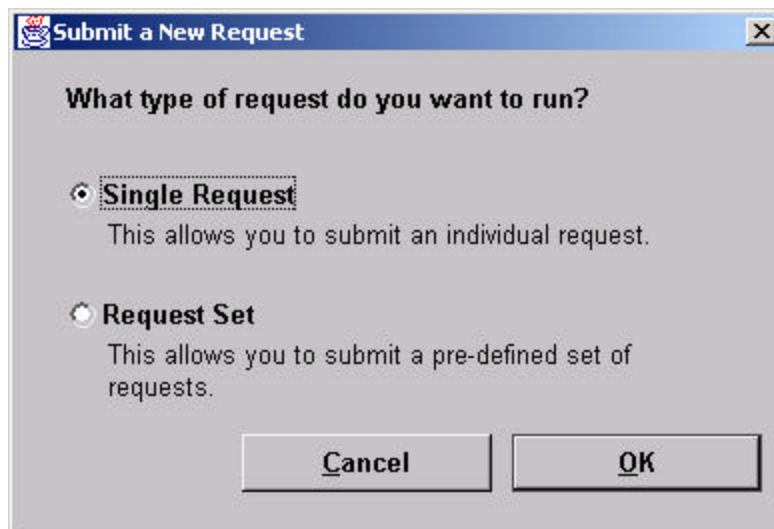 Submit a New Request
What type of request do you want to run?
Single Request
This allows you to submit an individual request.
Request Set
This allows you to submit a pre-defined set of
requests.
Cancel
OK